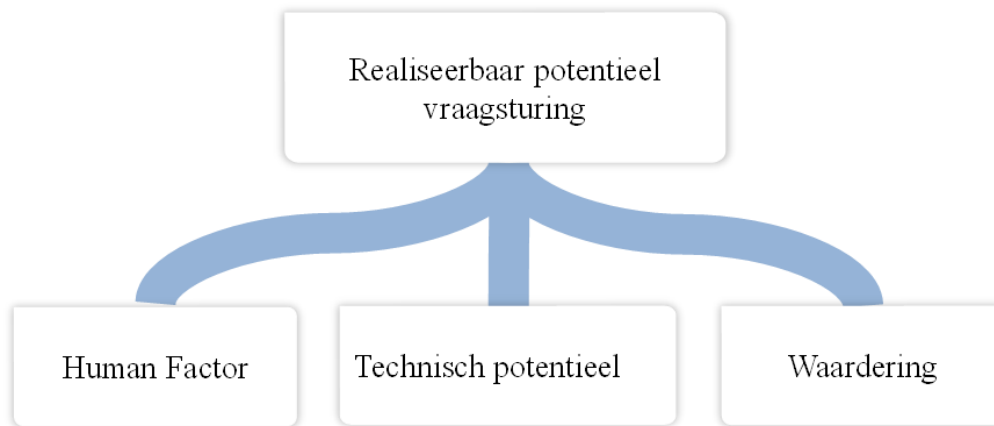 Realiseerbaar potentieel
vraagsturing
Human Factor
Technisch potentieel
Waardering